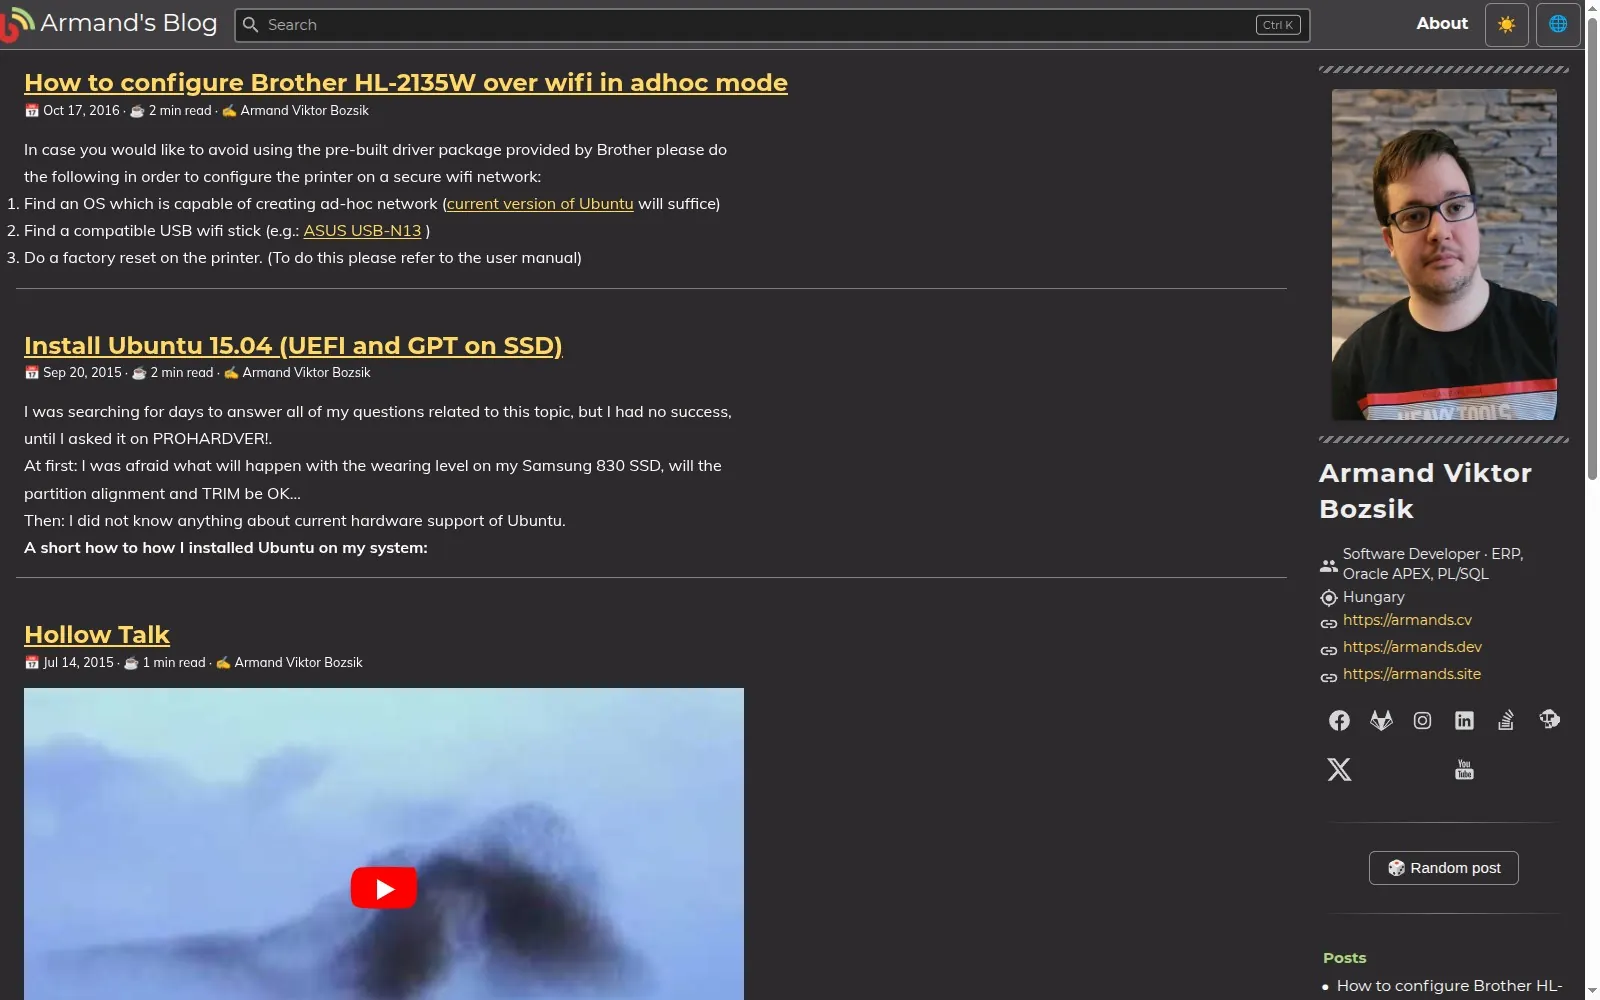 Armand's Blog
Search
Ctrl K
About
How to configure Brother HL-2135W over wifi in adhoc mode
Oct 17, 2016 · 2 min read · Armand Viktor Bozsik
In case you would like to avoid using the pre-built driver package provided by Brother please do
the following in order to configure the printer on a secure wifi network:
1. Find an OS which is capable of creating ad-hoc network (current version of Ubuntu will suffice)
2. Find a compatible USB wifi stick (e.g.: ASUS USB-N13 )
3. Do a factory reset on the printer. (To do this please refer to the user manual)
Install Ubuntu 15.04 (UEFI and GPT on SSD)
Sep 20, 2015 · 2 min read · Armand Viktor Bozsik
I was searching for days to answer all of my questions related to this topic, but I had no success,
until I asked it on PROHARDVER!.
At first: I was afraid what will happen with the wearing level on my Samsung 830 SSD, will the
partition alignment and TRIM be OK...
Then: I did not know anything about current hardware support of Ubuntu.
A short how to how I installed Ubuntu on my system:
Hollow Talk
Jul 14, 2015 · 1 min read · Armand Viktor Bozsik
HEAVY TOOLS
Armand Viktor
Bozsik
Software Developer · ERP,
Oracle APEX, PL/SQL
Hungary
https://armands.cv
https://armands.dev
https://armands.site
You
Tube
Random post
Posts
• How to configure Brother HL-